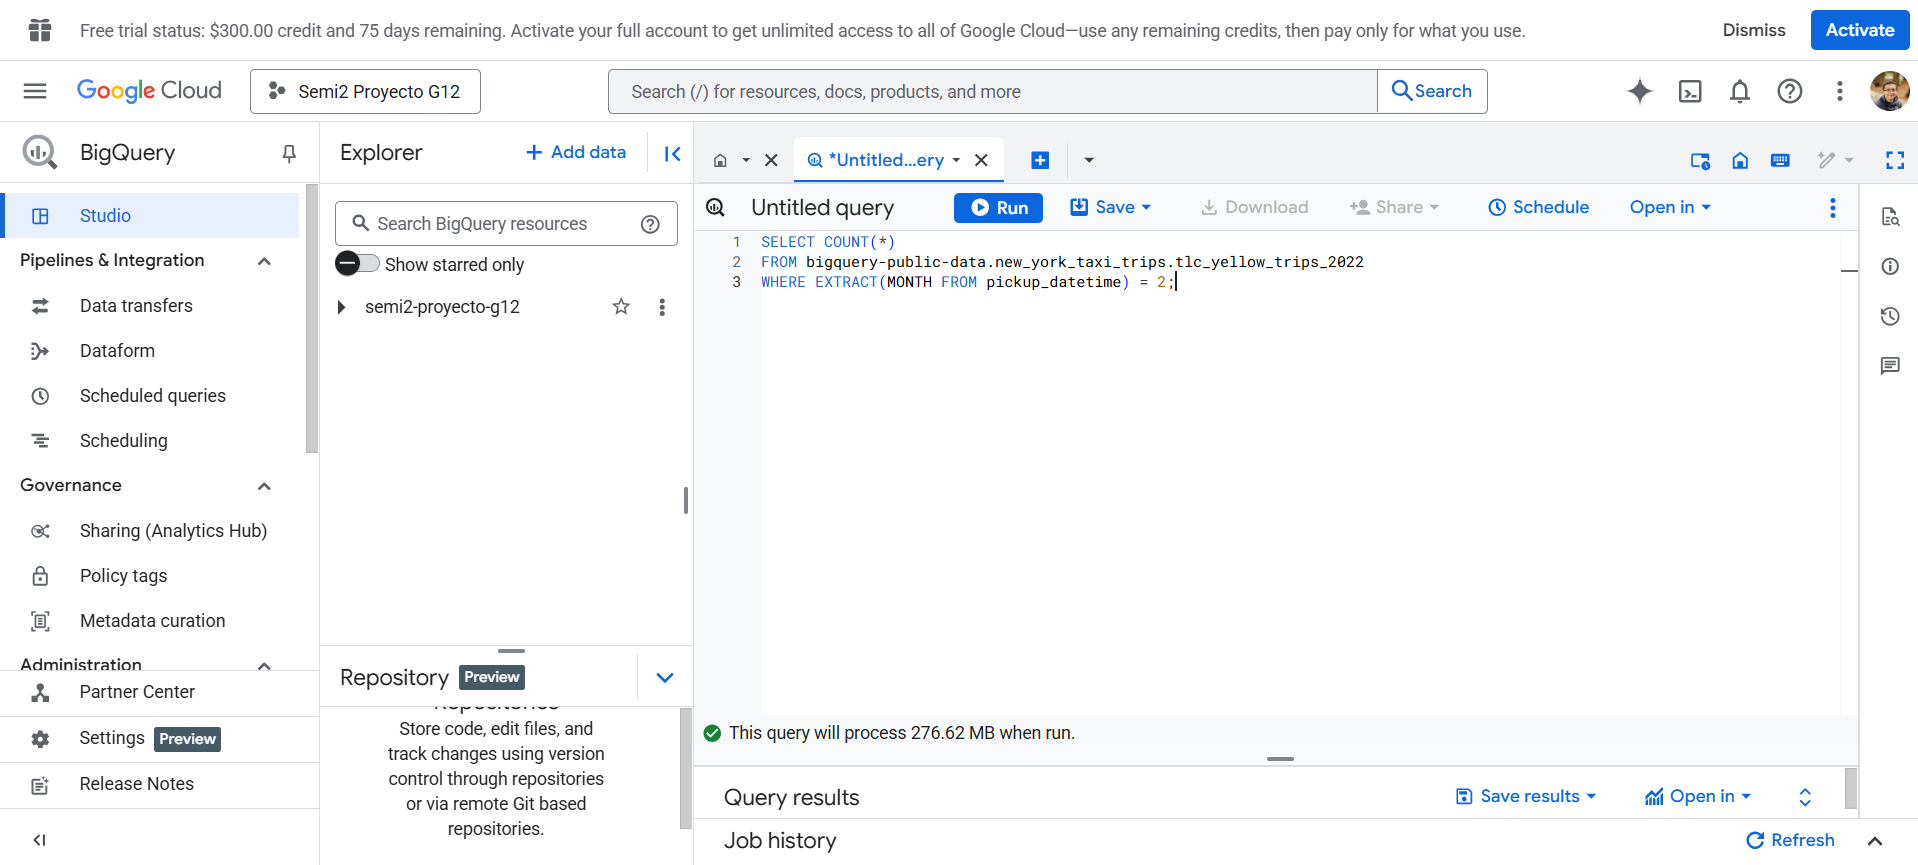 Free trial status: $300.00 credit and 75 days remaining. Activate your full account to get unlimited access to all of Google Cloud—use any remaining credits, then pay only for what you use.
Dismiss
Activate
Google Cloud
Semi2 Proyecto G12
Search (/) for resources, docs, products, and more
Search
BigQuery
Studio
Pipelines & Integration
Data transfers
Dataform
Scheduled queries
Scheduling
Governance
Sharing (Analytics Hub)
Policy tags
Metadata curation
Administration
Partner Center
Settings Preview
Release Notes
Explorer
+ Add data
Search BigQuery resources
Show starred only
semi2-proyecto-g12
Repository Preview
Repositories
Store code, edit files, and
track changes using version
control through repositories
or via remote Git based
repositories.
*Untitled...ery
Untitled query
Run
Save
Download
Share
Schedule
Open in
1 SELECT COUNT(*)
2 FROM bigquery-public-data.new_york_taxi_trips.tlc_yellow_trips_2022
3 WHERE EXTRACT(MONTH FROM pickup_datetime) = 2;
This query will process 276.62 MB when run.
Query results
Save results
Open in
Job history
Refresh